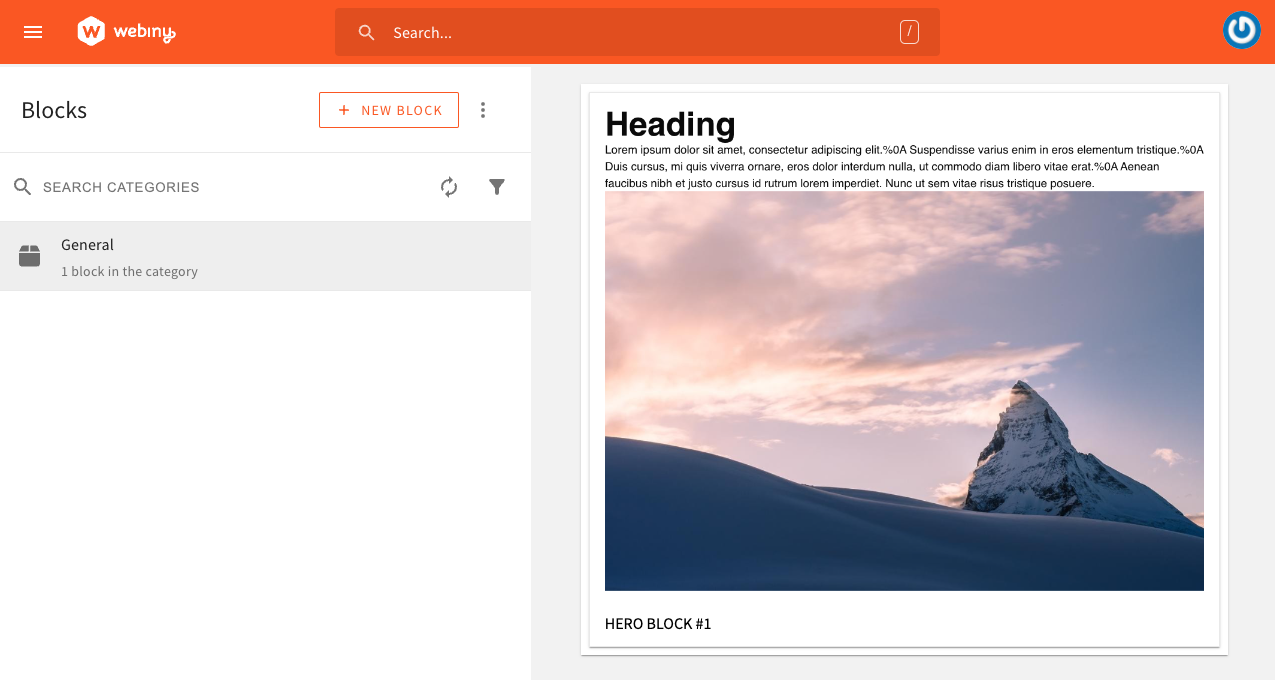 webiny
Search...
/
Blocks
+ NEW BLOCK
SEARCH CATEGORIES
General
1 block in the category
Heading
Lorem ipsum dolor sit amet, consectetur adipiscing elit.%0A Suspendisse varius enim in eros elementum tristique.%0A
Duis cursus, mi quis viverra ornare, eros dolor interdum nulla, ut commodo diam libero vitae erat.%0A Aenean
faucibus nibh et justo cursus id rutrum lorem imperdiet. Nunc ut sem vitae risus tristique posuere.
HERO BLOCK #1